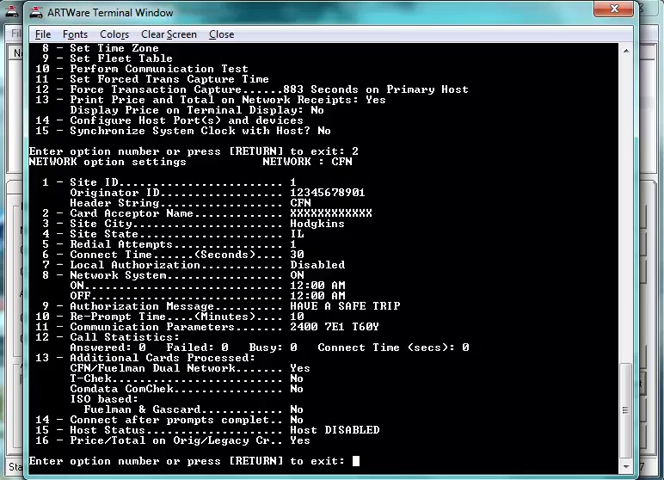 ARTWare Terminal Window
File Fonts Colors Clear Screen Close
8 - Set Time Zone
9 - Set Fleet Table
10 - Perform Communication Test
11 - Set Forced Trans Capture Time
12 - Force Transaction Capture......883 Seconds on Primary Host
13 - Print Price and Total on Network Receipts: Yes
Display Price on Terminal Display: No
14 - Configure Host Port(s) and devices
15 - Synchronize System Clock with Host? No
Enter option number or press [RETURN] to exit: 2
NETWORK option settings NETWORK : CFN
1 - Site ID........................ 1
Originator ID.................. 12345678901
Header String.................. CFN
2 - Card Acceptor Name............. XXXXXXXXXXXX
3 - Site City...................... Hodgkins
4 - Site State..................... IL
5 - Redial Attempts................ 1
6 - Connect Time.....(Seconds).... 30
7 - Local Authorization............ Disabled
8 - Network System................. ON
ON............................. 12:00 AM
OFF............................ 12:00 AM
9 - Authorization Message.......... HAVE A SAFE TRIP
10 - Re-Prompt Time....(Minutes).... 10
11 - Communication Parameters....... 2400 7E1 T60Y
12 - Call Statistics:
Answered: 0 Failed: 0 Busy: 0 Connect Time (secs): 0
13 - Additional Cards Processed:
CFN/Fuelman Dual Network....... Yes
T-Chek......................... No
Comdata ComChek................ No
ISO based:
Fuelman & Gascard............ No
14 - Connect after prompts complet.. No
15 - Host Status.................... Host DISABLED
16 - Price/Total on Orig/Legacy Cr.. Yes
Enter option number or press [RETURN] to exit: